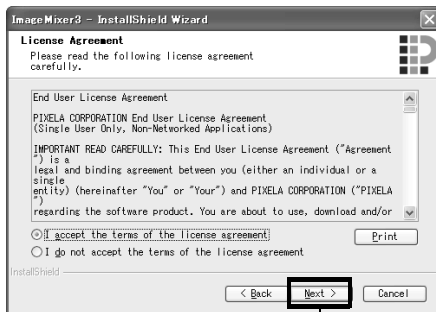 ImageMixer3 - InstallShield Wizard
License Agreement
Please read the following license agreement
carefully.
End User License Agreement
PIXELA CORPORATION End User License Agreement
(Single User Only, Non-Networked Applications)
IMPORTANT READ CAREFULLY: This End User License Agreement ("Agreement
") is a
legal and binding agreement between you (either an individual or a
single
entity) (hereinafter "You" or "Your") and PIXELA CORPORATION ("PIXELA
")
regarding the software product. You are about to use, download and/or
I accept the terms of the license agreement
Print
I do not accept the terms of the license agreement
InstallShield
< Back
Next >
Cancel